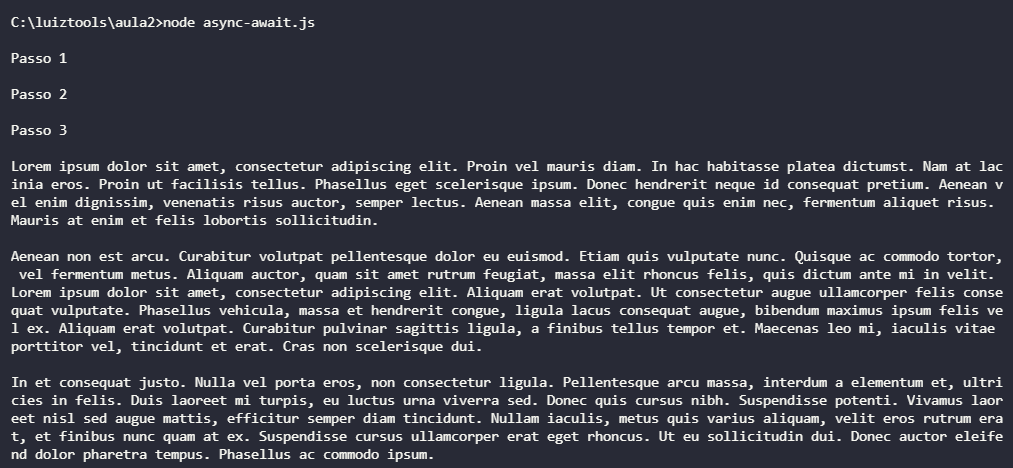 C:\luiztools\aula2>node async-await.js
Passo 1
Passo 2
Passo 3
Lorem ipsum dolor sit amet, consectetur adipiscing elit. Proin vel mauris diam. In hac habitasse platea dictumst. Nam at lac
inia eros. Proin ut facilisis tellus. Phasellus eget scelerisque ipsum. Donec hendrerit neque id consequat pretium. Aenean v
el enim dignissim, venenatis risus auctor, semper lectus. Aenean massa elit, congue quis enim nec, fermentum aliquet risus.
Mauris at enim et felis lobortis sollicitudin.
Aenean non est arcu. Curabitur volutpat pellentesque dolor eu euismod. Etiam quis vulputate nunc. Quisque ac commodo tortor,
vel fermentum metus. Aliquam auctor, quam sit amet rutrum feugiat, massa elit rhoncus felis, quis dictum ante mi in velit.
Lorem ipsum dolor sit amet, consectetur adipiscing elit. Aliquam erat volutpat. Ut consectetur augue ullamcorper felis conse
quat vulputate. Phasellus vehicula, massa et hendrerit congue, ligula lacus consequat augue, bibendum maximus ipsum felis ve
l ex. Aliquam erat volutpat. Curabitur pulvinar sagittis ligula, a finibus tellus tempor et. Maecenas leo mi, iaculis vitae
porttitor vel, tincidunt et erat. Cras non scelerisque dui.
In et consequat justo. Nulla vel porta eros, non consectetur ligula. Pellentesque arcu massa, interdum a elementum et, ultri
cies in felis. Duis laoreet mi turpis, eu luctus urna viverra sed. Donec quis cursus nibh. Suspendisse potenti. Vivamus laor
eet nisl sed augue mattis, efficitur semper diam tincidunt. Nullam iaculis, metus quis varius aliquam, velit eros rutrum era
t, et finibus nunc quam at ex. Suspendisse cursus ullamcorper erat eget rhoncus. Ut eu sollicitudin dui. Donec auctor eleife
nd dolor pharetra tempus. Phasellus ac commodo ipsum.